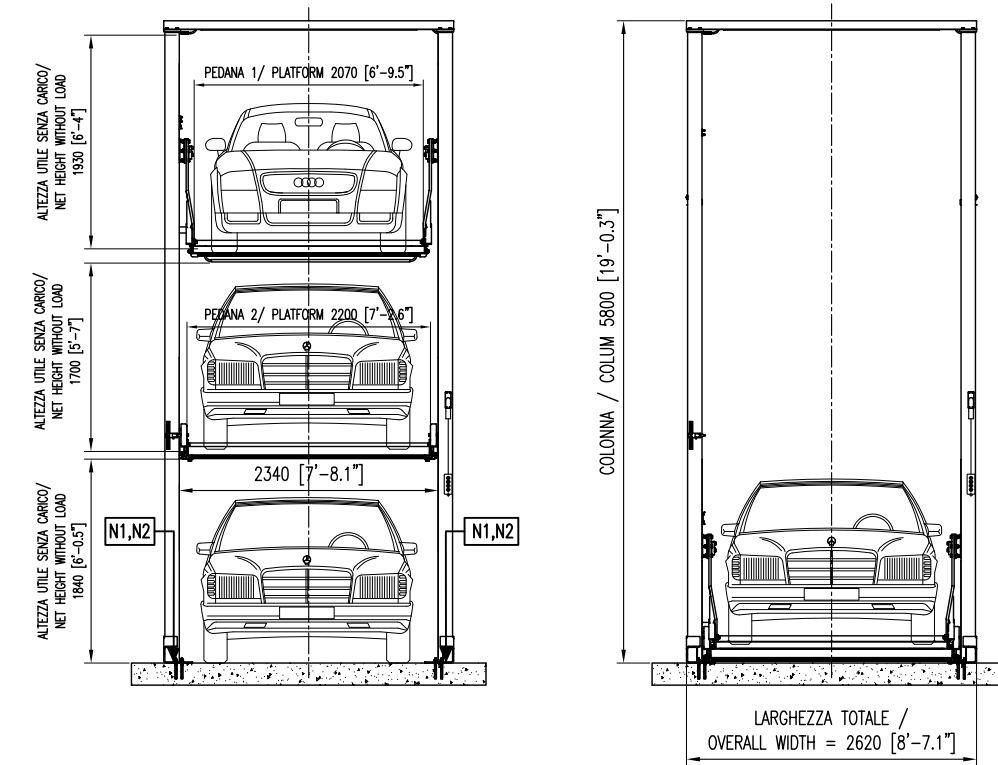 PEDANA 1/ PLATFORM 2070 [6'-9.5"]
ALTEZZA UTILE SENZA CARICO/
NET HEIGHT WITHOUT LOAD
1930 [6'-4"]
PEDANA 2/ PLATFORM 2200 [7'-2.6"]
ALTEZZA UTILE SENZA CARICO/
NET HEIGHT WITHOUT LOAD
1700 [5'-7"]
2340 [7'-8.1"]
ALTEZZA UTILE SENZA CARICO/
NET HEIGHT WITHOUT LOAD
1840 [6'-0.5"]
N1,N2
N1,N2
COLONNA / COLUM 5800 [19'-0.3"]
LARGHEZZA TOTALE /
OVERALL WIDTH = 2620 [8'-7.1"]